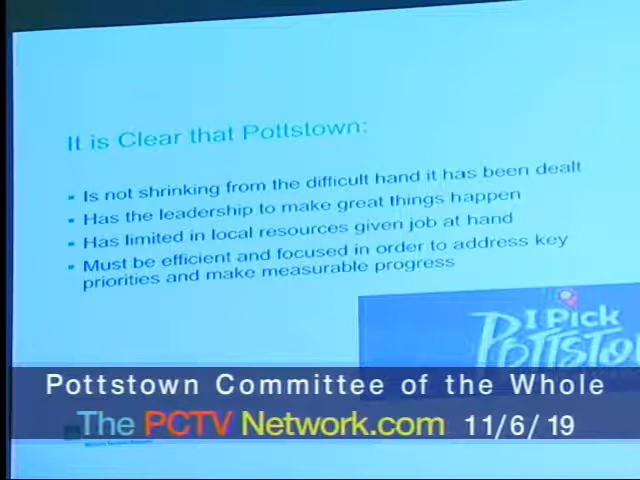 It is Clear that Pottstown:
▪ Is not shrinking from the difficult hand it has been dealt
▪ Has the leadership to make great things happen
▪ Has limited in local resources given job at hand
▪ Must be efficient and focused in order to address key
priorities and make measurable progress
I Pick
Pottstow
Pottstown Committee of the Whole
The PCTV Network.com 11/6/19